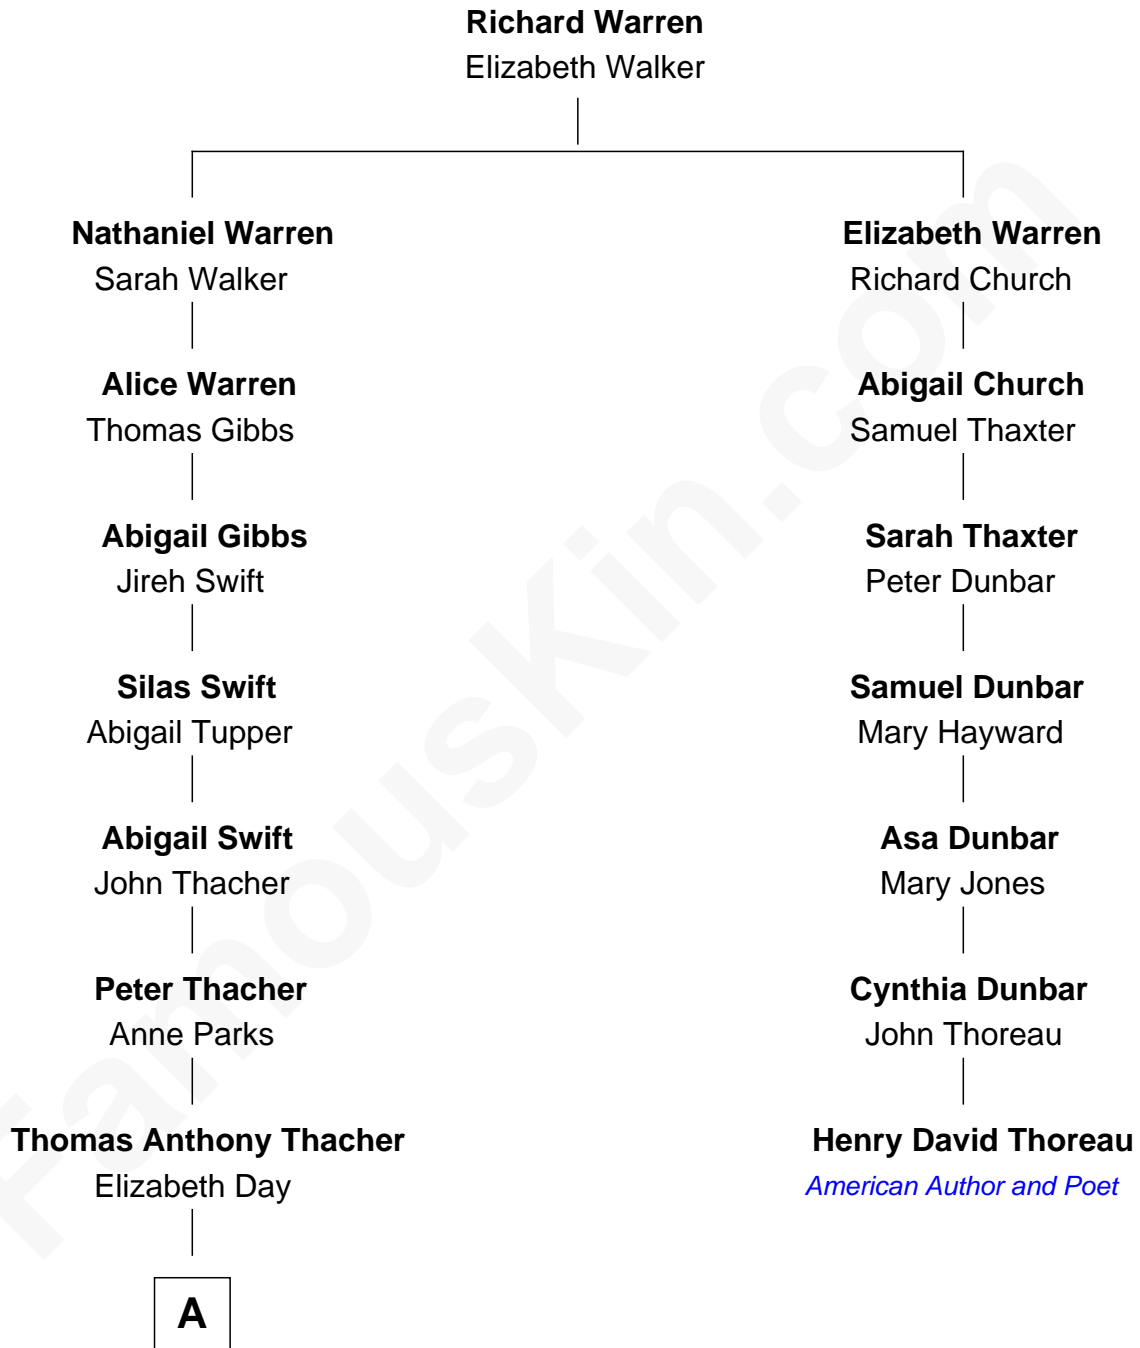 Richard Warren
Elizabeth Walker
Nathaniel Warren
Sarah Walker
Alice Warren
Thomas Gibbs
Abigail Gibbs
Jireh Swift
Silas Swift
Abigail Tupper
Abigail Swift
John Thacher
Peter Thacher
Anne Parks
Thomas Anthony Thacher
Elizabeth Day
A
Elizabeth Warren
Richard Church
Abigail Church
Samuel Thaxter
Sarah Thaxter
Peter Dunbar
Samuel Dunbar
Mary Hayward
Asa Dunbar
Mary Jones
Cynthia Dunbar
John Thoreau
Henry David Thoreau
American Author and Poet
FamousKin.com